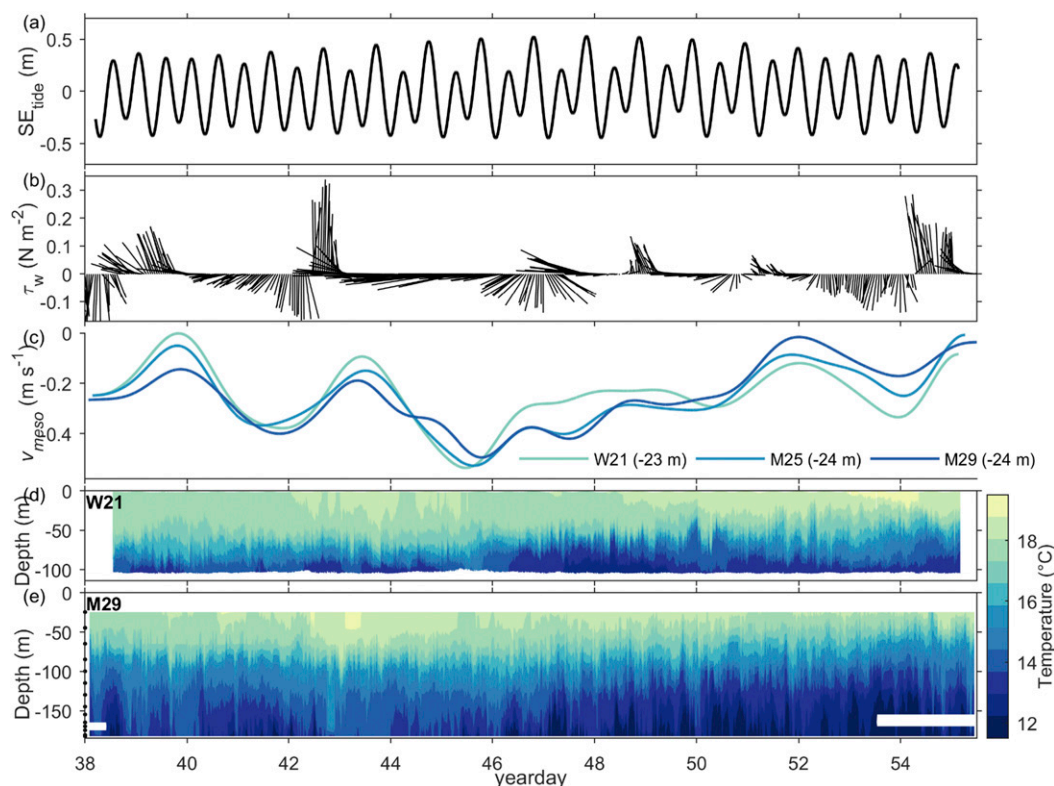 (a)
SE_tide (m)
0.5
0
-0.5
(b)
τ_w (N m⁻²)
0.3
0.2
0.1
0
-0.1
(c)
v_meso (m s⁻¹)
0
-0.2
0.4
W21 (-23 m) M25 (-24 m) M29 (-24 m)
(d) W21
Depth (m)
0
-50
-100
(e) M29
Depth (m)
0
-50
-100
-150
38 40 42 44 46 48 50 52 54
yearday
18
16
14
12
Temperature (°C)